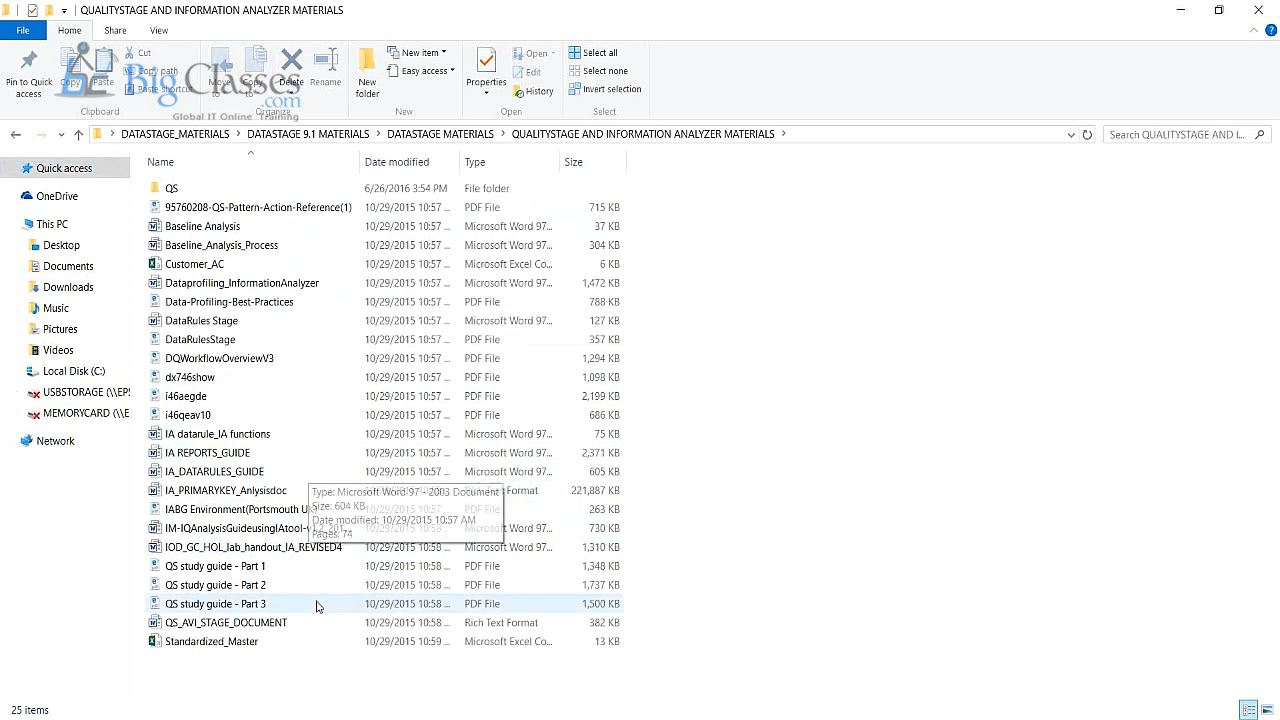 QUALITYSTAGE AND INFORMATION ANALYZER MATERIALS
File Home Share View
Pin to Quick access
Copy
Paste
Cut
Copy path
Paste shortcut
Clipboard
Move to
Copy to
Delete
Rename
Organize
New folder
New item
Easy access
New
Properties
Open
Edit
History
Open
Select all
Select none
Invert selection
Select
BigClasses.com
Global IT Online Training
DATASTAGE_MATERIALS DATASTAGE 9.1 MATERIALS DATASTAGE MATERIALS QUALITYSTAGE AND INFORMATION ANALYZER MATERIALS
Search QUALITYSTAGE AND I...
Quick access
OneDrive
This PC
Desktop
Documents
Downloads
Music
Pictures
Videos
Local Disk (C:)
USBSTORAGE (\\EP
MEMORYCARD (\\E
Network
Name Date modified Type Size
QS 6/26/2016 3:54 PM File folder
95760208-QS-Pattern-Action-Reference(1) 10/29/2015 10:57 ... PDF File 715 KB
Baseline Analysis 10/29/2015 10:57 ... Microsoft Word 97... 37 KB
Baseline_Analysis_Process 10/29/2015 10:57 ... Microsoft Word 97... 304 KB
Customer_AC 10/29/2015 10:57 ... Microsoft Excel Co... 6 KB
Dataprofiling_InformationAnalyzer 10/29/2015 10:57 ... Microsoft Word 97... 1,472 KB
Data-Profiling-Best-Practices 10/29/2015 10:57 ... PDF File 788 KB
DataRules Stage 10/29/2015 10:57 ... Microsoft Word 97... 127 KB
DataRulesStage 10/29/2015 10:57 ... PDF File 357 KB
DQWorkflowOverviewV3 10/29/2015 10:57 ... PDF File 1,294 KB
dx746show 10/29/2015 10:57 ... PDF File 1,098 KB
i46aegde 10/29/2015 10:57 ... PDF File 2,199 KB
i46qeav10 10/29/2015 10:57 ... PDF File 686 KB
IA datarule_IA functions 10/29/2015 10:57 ... Microsoft Word 97... 75 KB
IA REPORTS_GUIDE 10/29/2015 10:57 ... Microsoft Word 97... 2,371 KB
IA_DATARULES_GUIDE 10/29/2015 10:57 ... Microsoft Word 97... 605 KB
IA_PRIMARYKEY_Anlysisdoc Format 221,887 KB
IABG Environment(Portsmouth U 263 KB
IM-IQAnalysisGuideusingIAtool- Microsoft Word 97... 730 KB
IOD_GC_HOL_lab_handout_IA_REVISED4 10/29/2015 10:58 ... Microsoft Word 97... 1,310 KB
Type: Microsoft Word 97 - 2003 Document
Size: 604 KB
Date modified: 10/29/2015 10:57 AM
Pages: 74
QS study guide - Part 1 10/29/2015 10:58 ... PDF File 1,348 KB
QS study guide - Part 2 10/29/2015 10:58 ... PDF File 1,737 KB
QS study guide - Part 3 10/29/2015 10:58 ... PDF File 1,500 KB
QS_AVI_STAGE_DOCUMENT 10/29/2015 10:58 ... Rich Text Format 382 KB
Standardized_Master 10/29/2015 10:59 ... Microsoft Excel Co... 13 KB
25 items